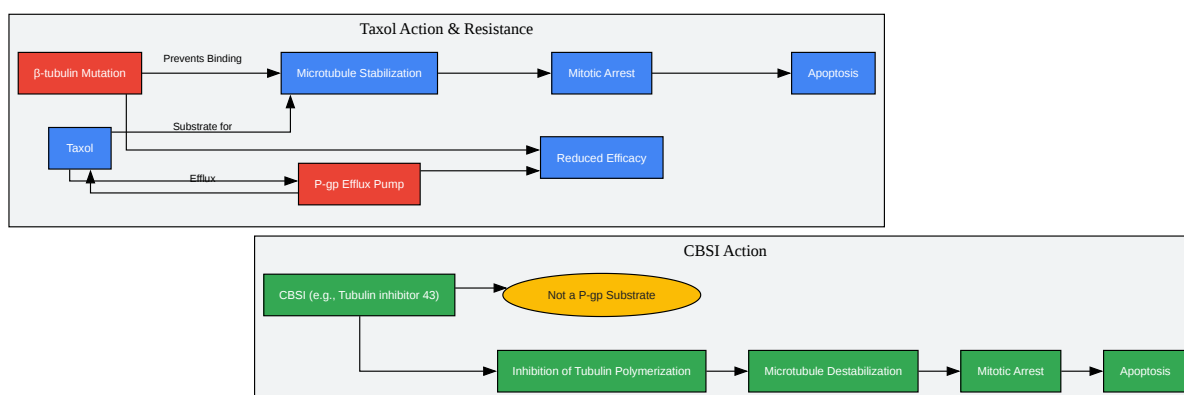 Taxol Action & Resistance
β-tubulin Mutation
Prevents Binding
Microtubule Stabilization
Mitotic Arrest
Apoptosis
Taxol
Substrate for
Reduced Efficacy
Efflux
P-gp Efflux Pump
CBSI Action
CBSI (e.g., Tubulin inhibitor 43)
Not a P-gp Substrate
Inhibition of Tubulin Polymerization
Microtubule Destabilization
Mitotic Arrest
Apoptosis